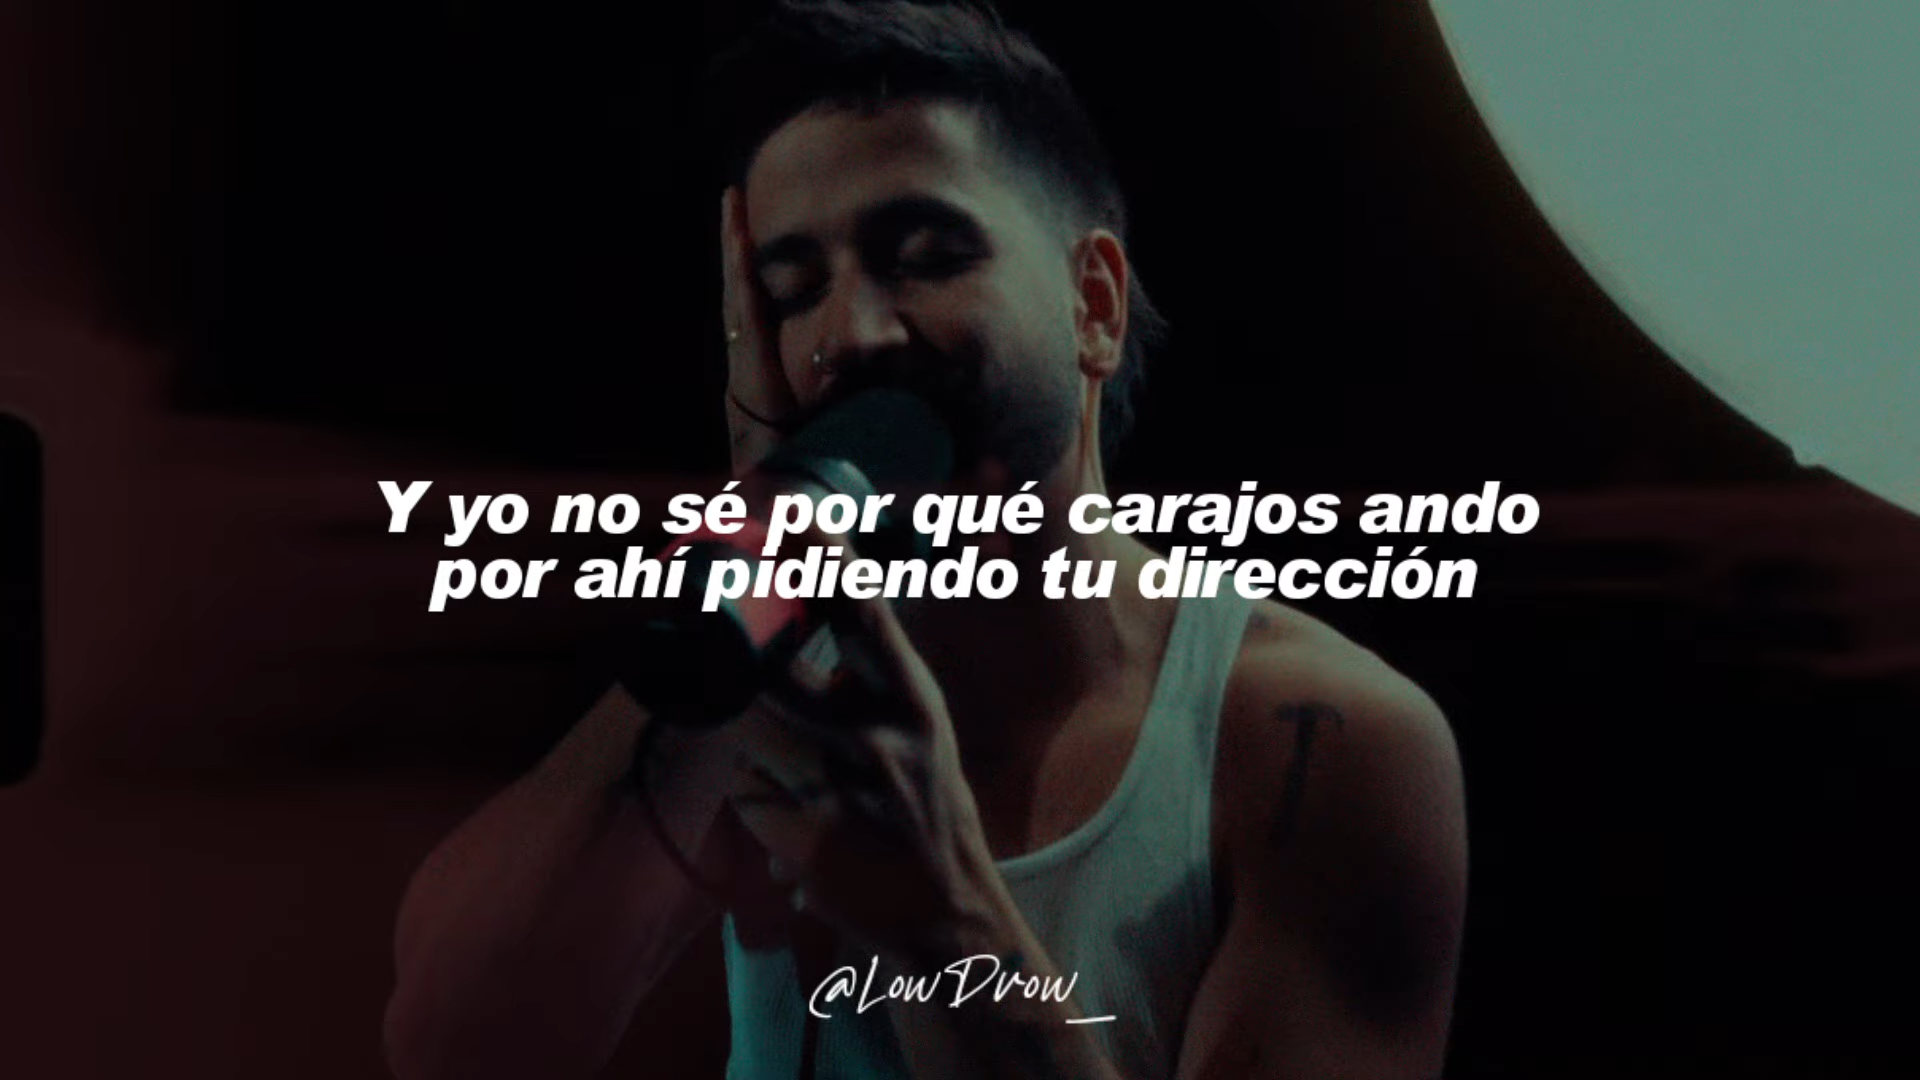 Y yo no sé por qué carajos ando
por ahí pidiendo tu dirección
@LowDrow_